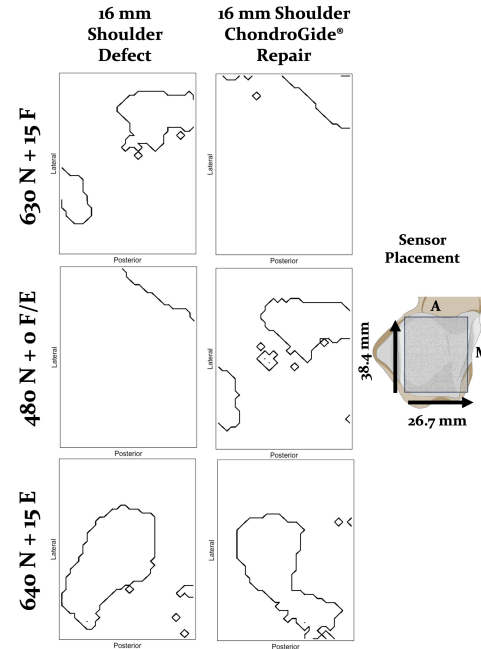 16 mm
Shoulder
Defect
16 mm Shoulder
ChondroGide®
Repair
630 N + 15 F
Lateral
Posterior
Lateral
480 N + 0 F/E
Lateral
Posterior
Lateral
Posterior
640 N + 15 E
Lateral
Posterior
Lateral
Posterior
Sensor
Placement
A
38.4 mm
26.7 mm